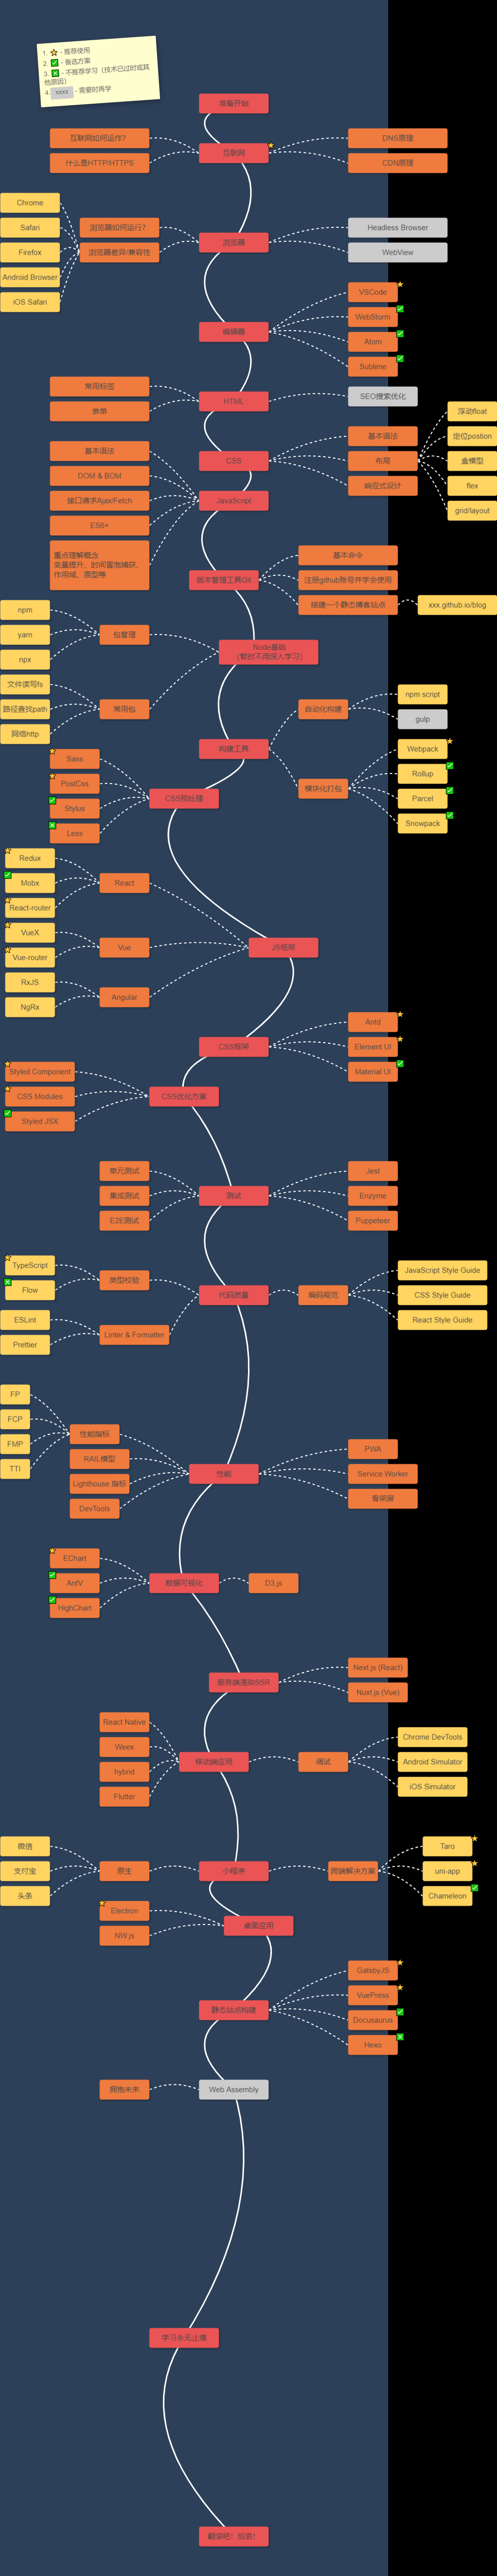 1. - 推荐使用
2. - 备选方案
3. - 不推荐学习（技术已过时或其
他原因）
4. xxxx - 需要时再学
准备开始
互联网如何运作?
什么是HTTP/HTTPS
互联网
DNS原理
CDN原理
Chrome
Safari
Firefox
Android Browser
iOS Safari
浏览器如何运行?
浏览器差异/兼容性
浏览器
Headless Browser
WebView
编辑器
VSCode
WebStorm
Atom
Sublime
常用标签
表单
HTML
SEO搜索优化
CSS
基本语法
布局
响应式设计
浮动float
定位postion
盒模型
flex
grid/layout
基本语法
DOM & BOM
接口请求Ajax/Fetch
ES6+
重点理解概念
变量提升，时间冒泡捕获，
作用域，原型等
JavaScript
版本管理工具Git
基本命令
注册github账号并学会使用
搭建一个静态博客站点
xxx.github.io/blog
npm
yarn
npx
包管理
文件读写fs
路径查找path
网络http
常用包
Node基础
（暂时不用深入学习）
构建工具
自动化构建
npm script
gulp
模块化打包
Webpack
Rollup
Parcel
Snowpack
Sass
PostCss
Stylus
Less
CSS预处理
Redux
Mobx
React-router
React
VueX
Vue-router
Vue
RxJS
NgRx
Angular
JS框架
CSS框架
Antd
Element UI
Material UI
Styled Component
CSS Modules
Styled JSX
CSS优化方案
单元测试
集成测试
E2E测试
测试
Jest
Enzyme
Puppeteer
TypeScript
Flow
类型校验
ESLint
Prettier
Linter & Formatter
代码质量
编码规范
JavaScript Style Guide
CSS Style Guide
React Style Guide
FP
FCP
FMP
TTI
性能指标
RAIL模型
Lighthouse 指标
DevTools
性能
PWA
Service Worker
骨架屏
EChart
AntV
HighChart
数据可视化
D3.js
服务端渲染SSR
Next.js (React)
Nuxt.js (Vue)
React Native
Weex
hybrid
Flutter
移动端应用
调试
Chrome DevTools
Android Simulator
iOS Simulator
微信
支付宝
头条
原生
小程序
跨端解决方案
Taro
uni-app
Chameleon
Electron
NW.js
桌面应用
静态站点构建
GatsbyJS
VuePress
Docusaurus
Hexo
拥抱未来
Web Assembly
学习永无止境
翻滚吧！后浪！